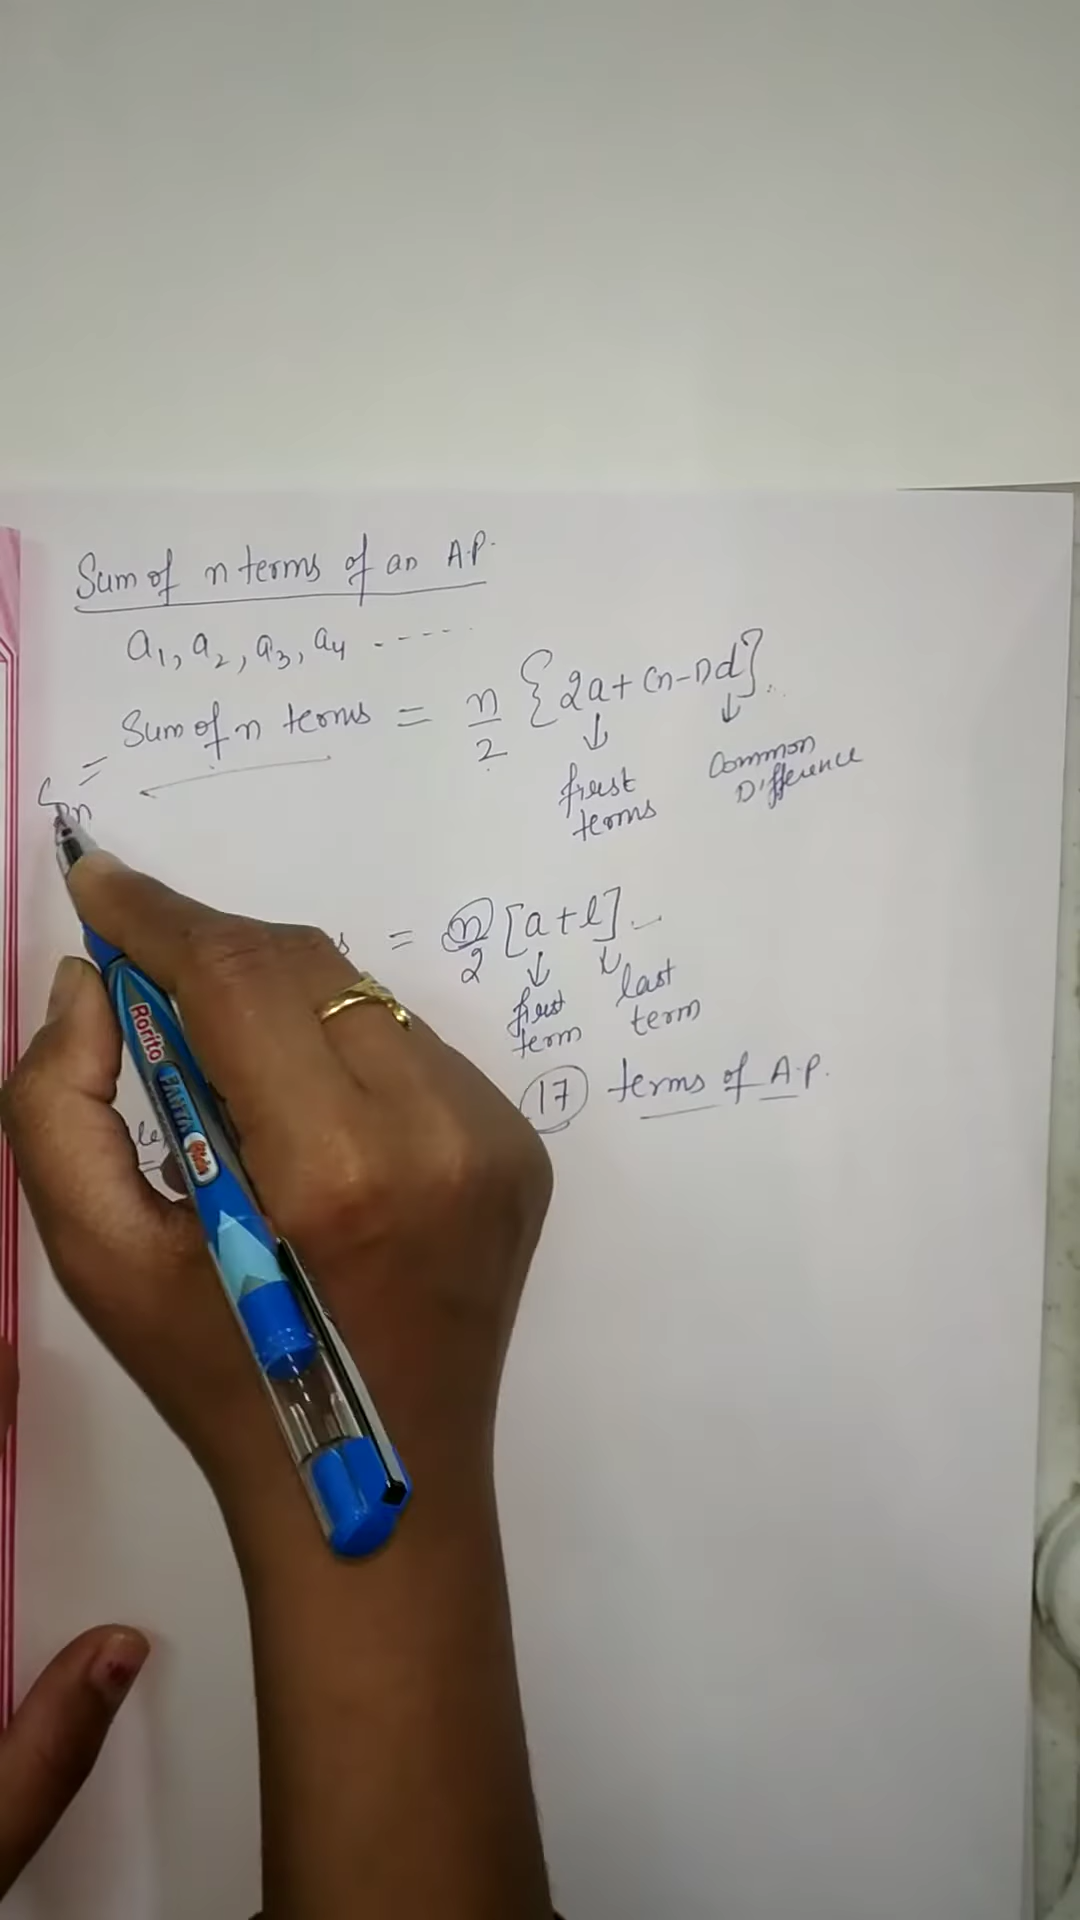 Sum of n terms of an A.P.
a1, a2, a3, a4 -----
Sum of n terms = n/2 {2a+(n-1)d}
Sn =
first terms
Common Difference
= n/2 [a+l]
first term
last term
17 terms of A.P.
Rorito